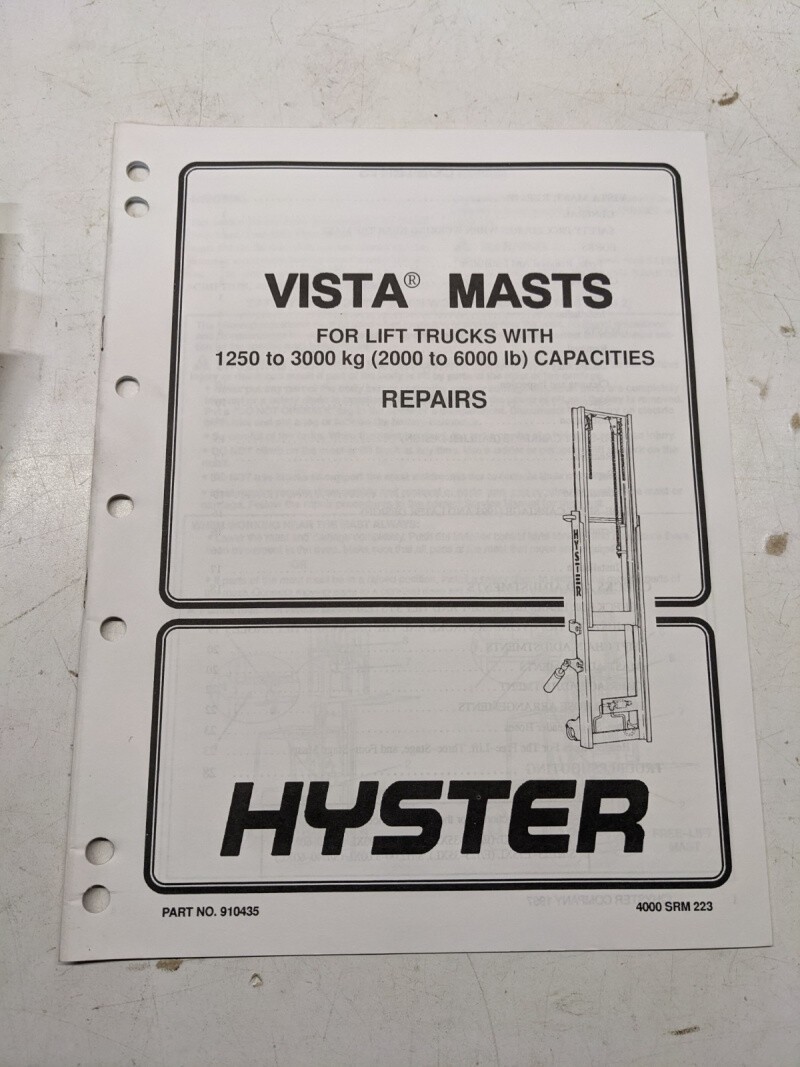 VISTA® MASTS
FOR LIFT TRUCKS WITH
1250 to 3000 kg (2000 to 6000 lb) CAPACITIES
REPAIRS
HYSTER
HYSTER
PART NO. 910435
4000 SRM 223